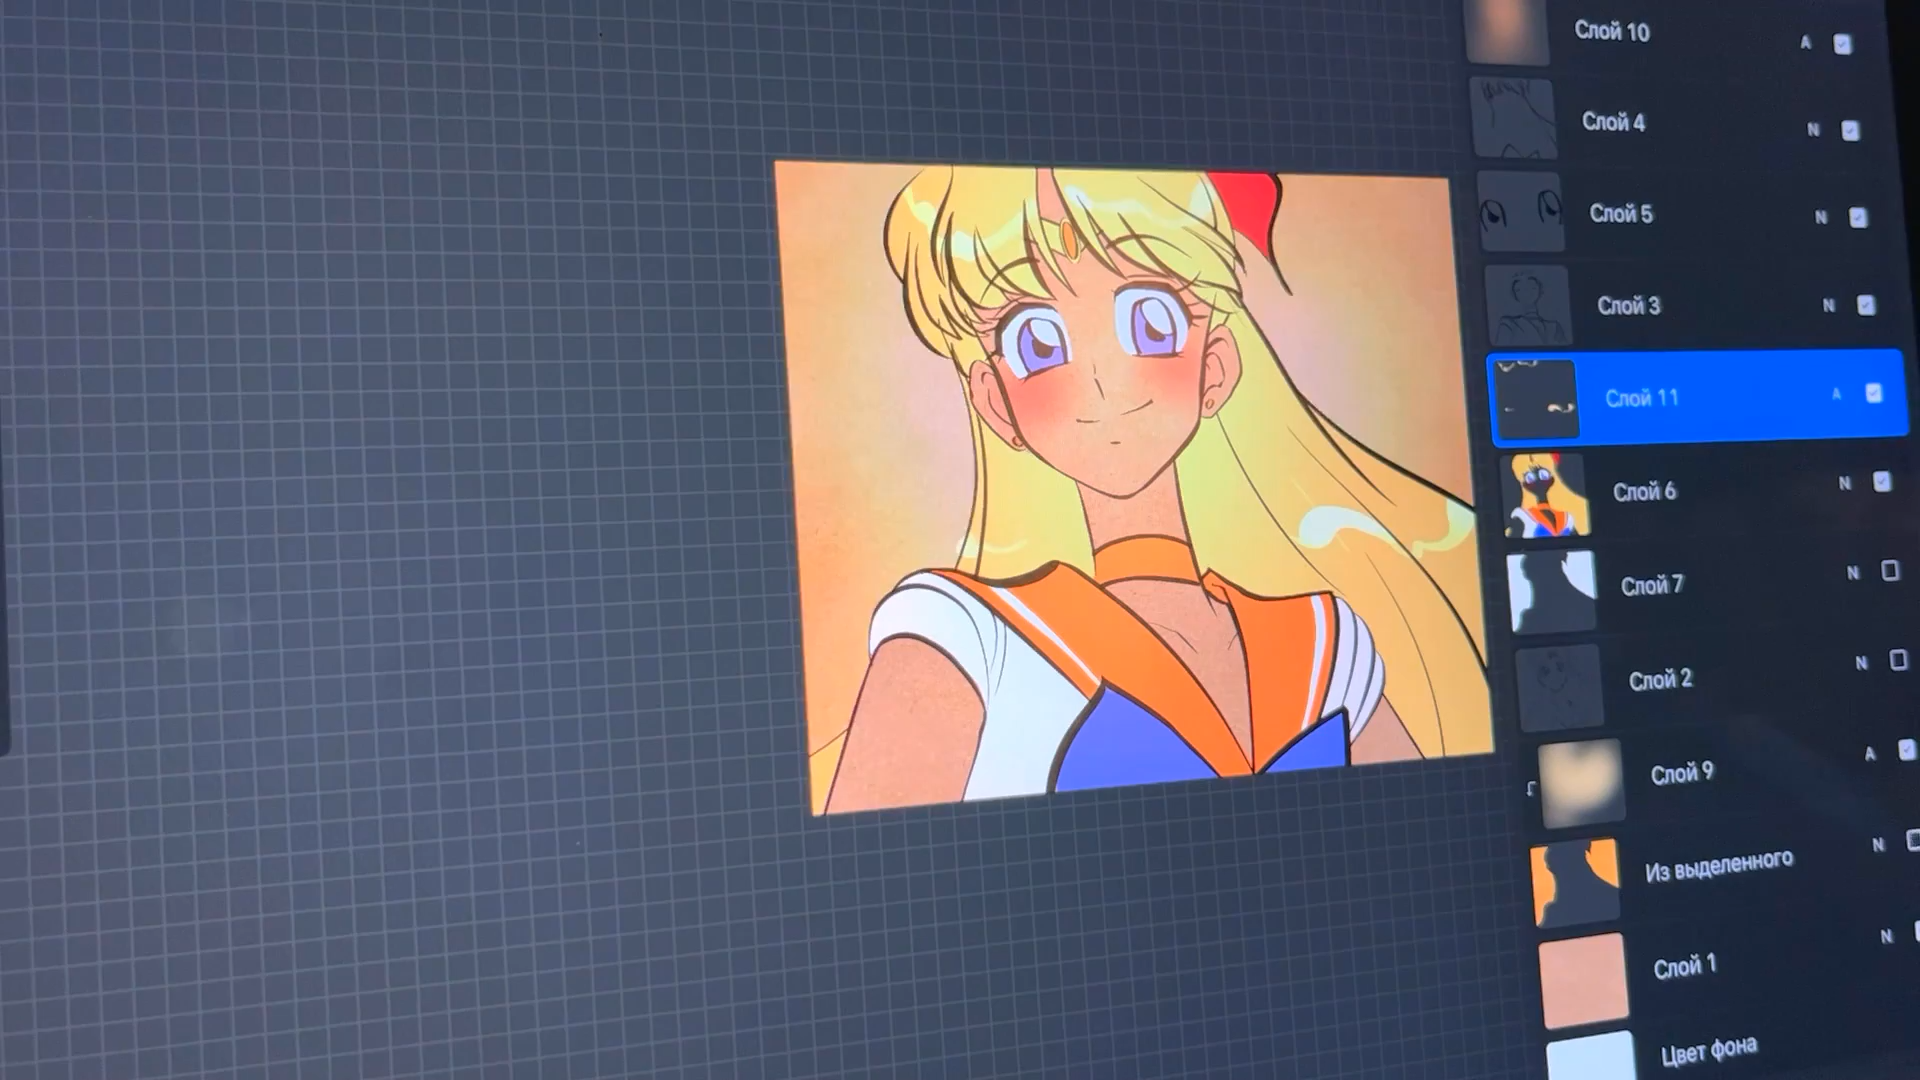 Слой 10 A
Слой 4 N
Слой 5 N
Слой 3 N
Слой 11 A
Слой 6 N
Слой 7 N
Слой 2 N
Слой 9 A
Из выделенного N
Слой 1 N
Цвет фона